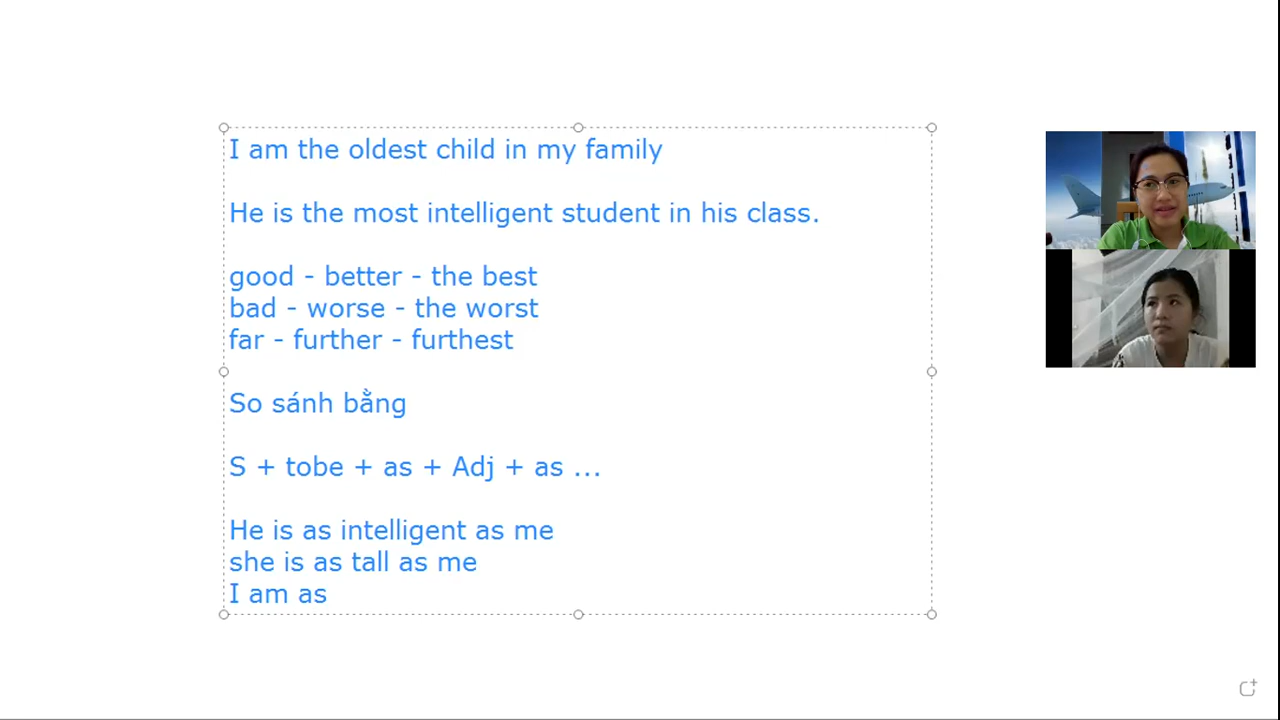 I am the oldest child in my family
He is the most intelligent student in his class.
good - better - the best
bad - worse - the worst
far - further - furthest
So sánh bằng
S + tobe + as + Adj + as ...
He is as intelligent as me
she is as tall as me
I am as